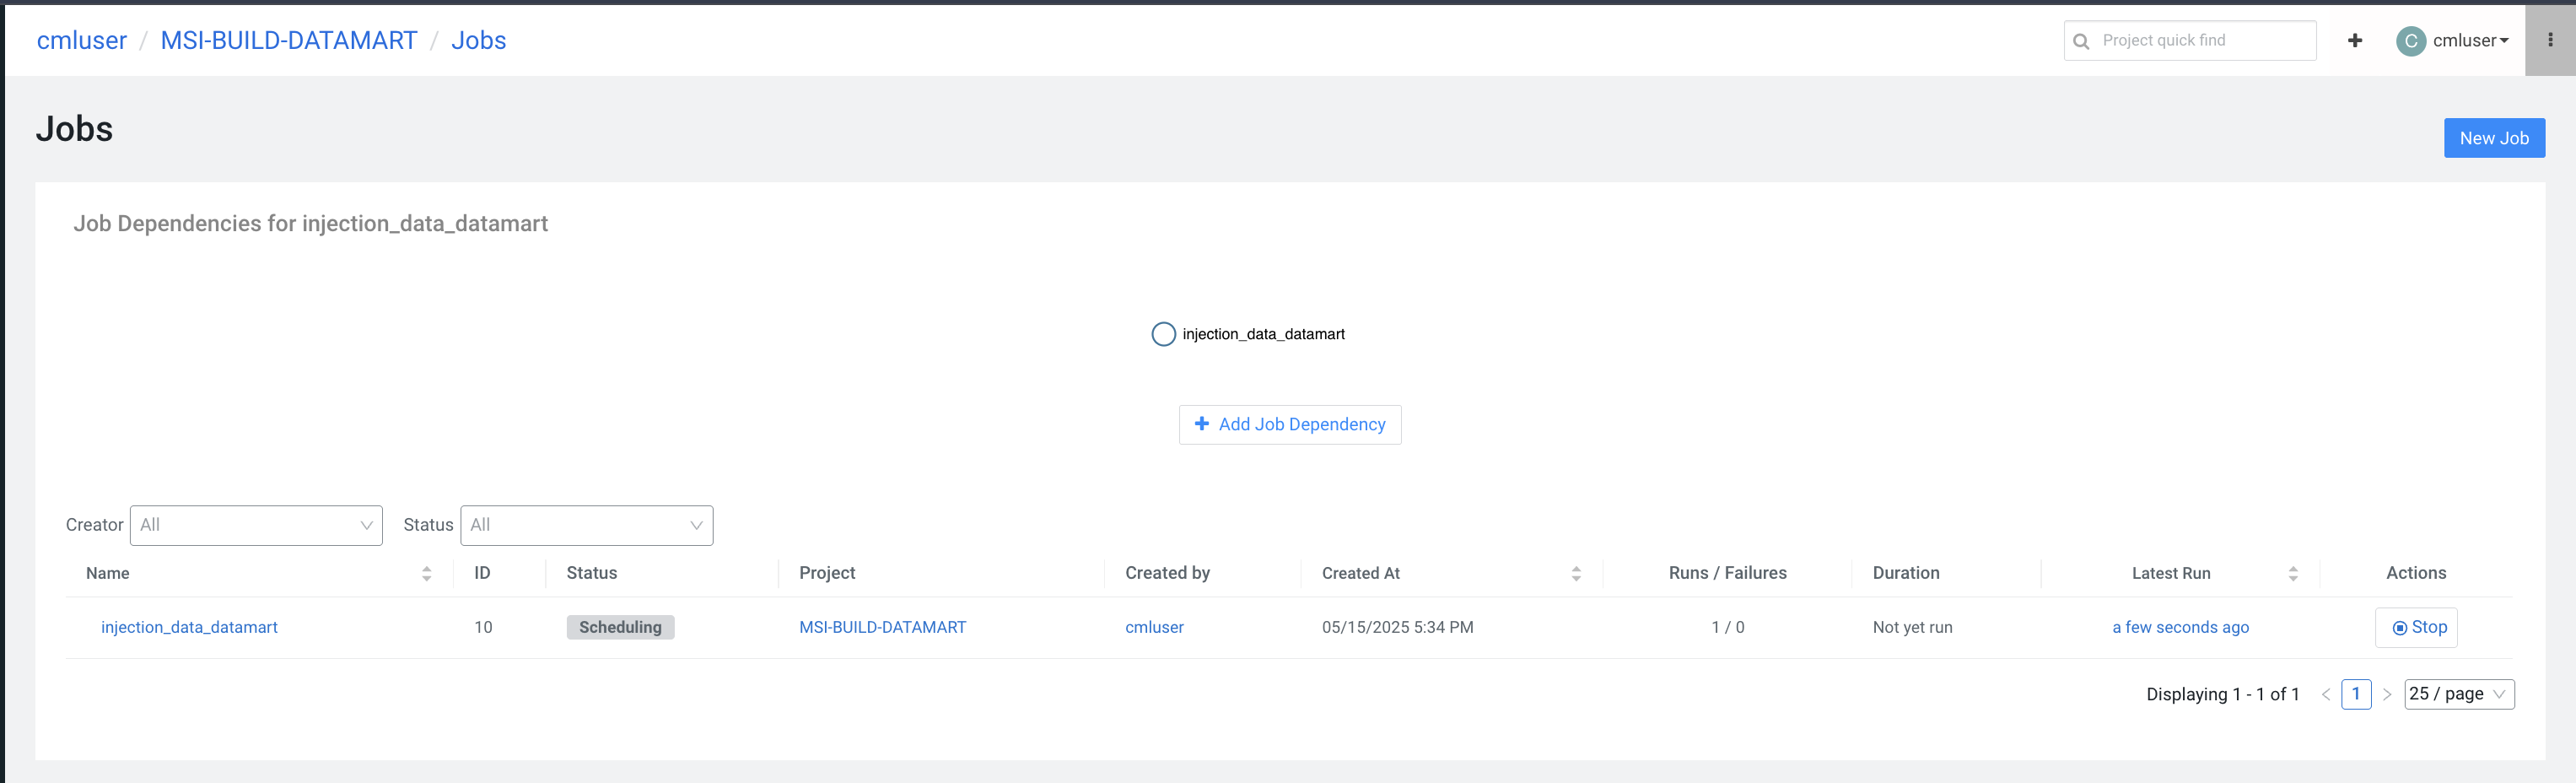 cmluser / MSI-BUILD-DATAMART / Jobs
Project quick find
C cmluser
Jobs
New Job
Job Dependencies for injection_data_datamart
injection_data_datamart
Add Job Dependency
Creator All Status All
Name ID Status Project Created by Created At Runs / Failures Duration Latest Run Actions
injection_data_datamart 10 Scheduling MSI-BUILD-DATAMART cmluser 05/15/2025 5:34 PM 1 / 0 Not yet run a few seconds ago Stop
Displaying 1 - 1 of 1 < 1 > 25 / page